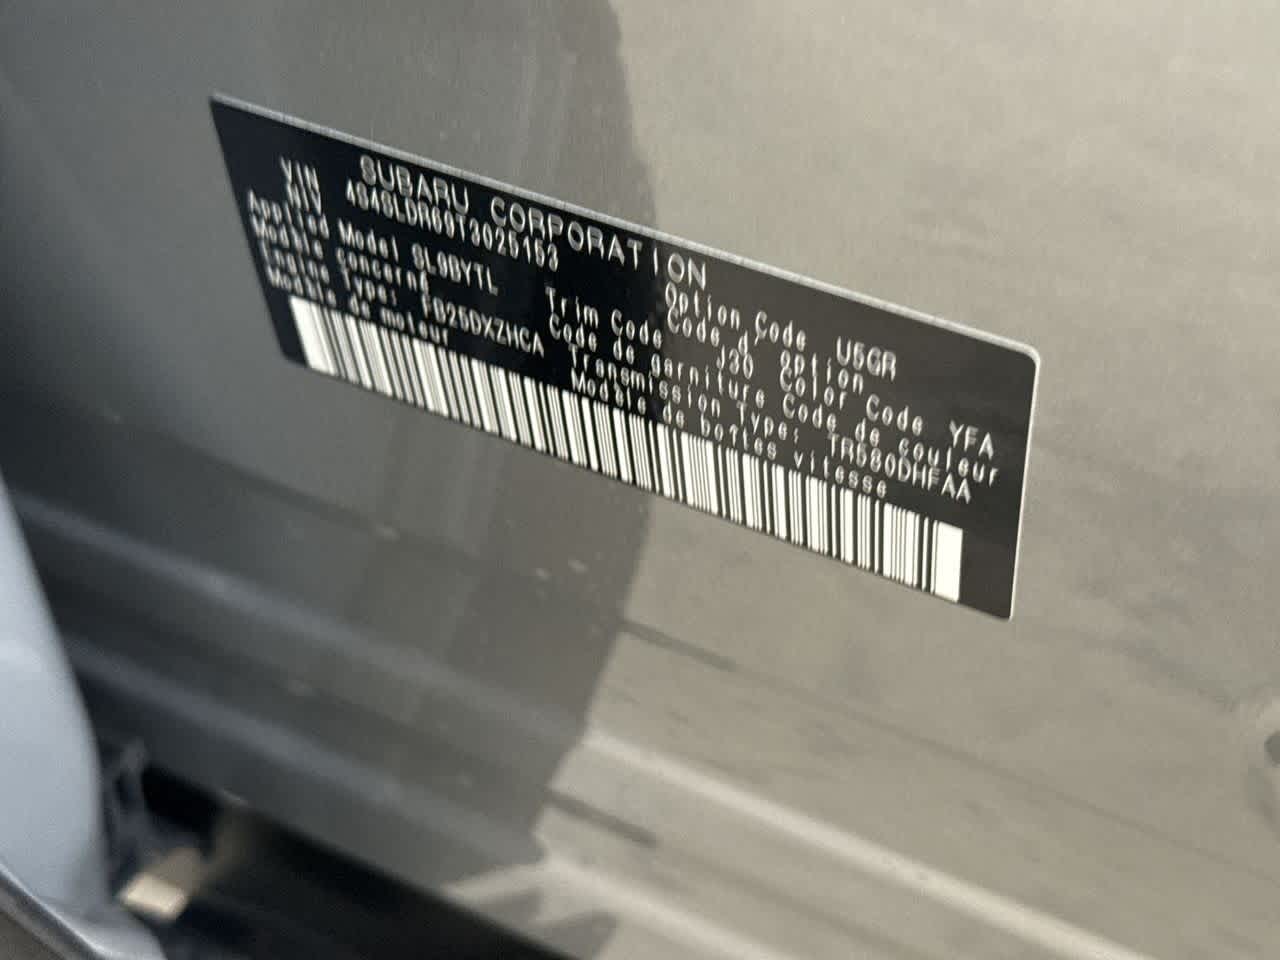 SUBARU CORPORATION
VIN 4S4SLDR69T3025153
NIV
Option Code U5GR
Code d'option
Applied Model SL9BYTL
Modèle concerné
Trim Code J30
Code de garniture
Color Code YFA
Code de couleur
Engine Type: FB25DXZHCA
Modèle de moteur
Transmission Type: TR580DHFAA
Modèle de boîtes vitesse